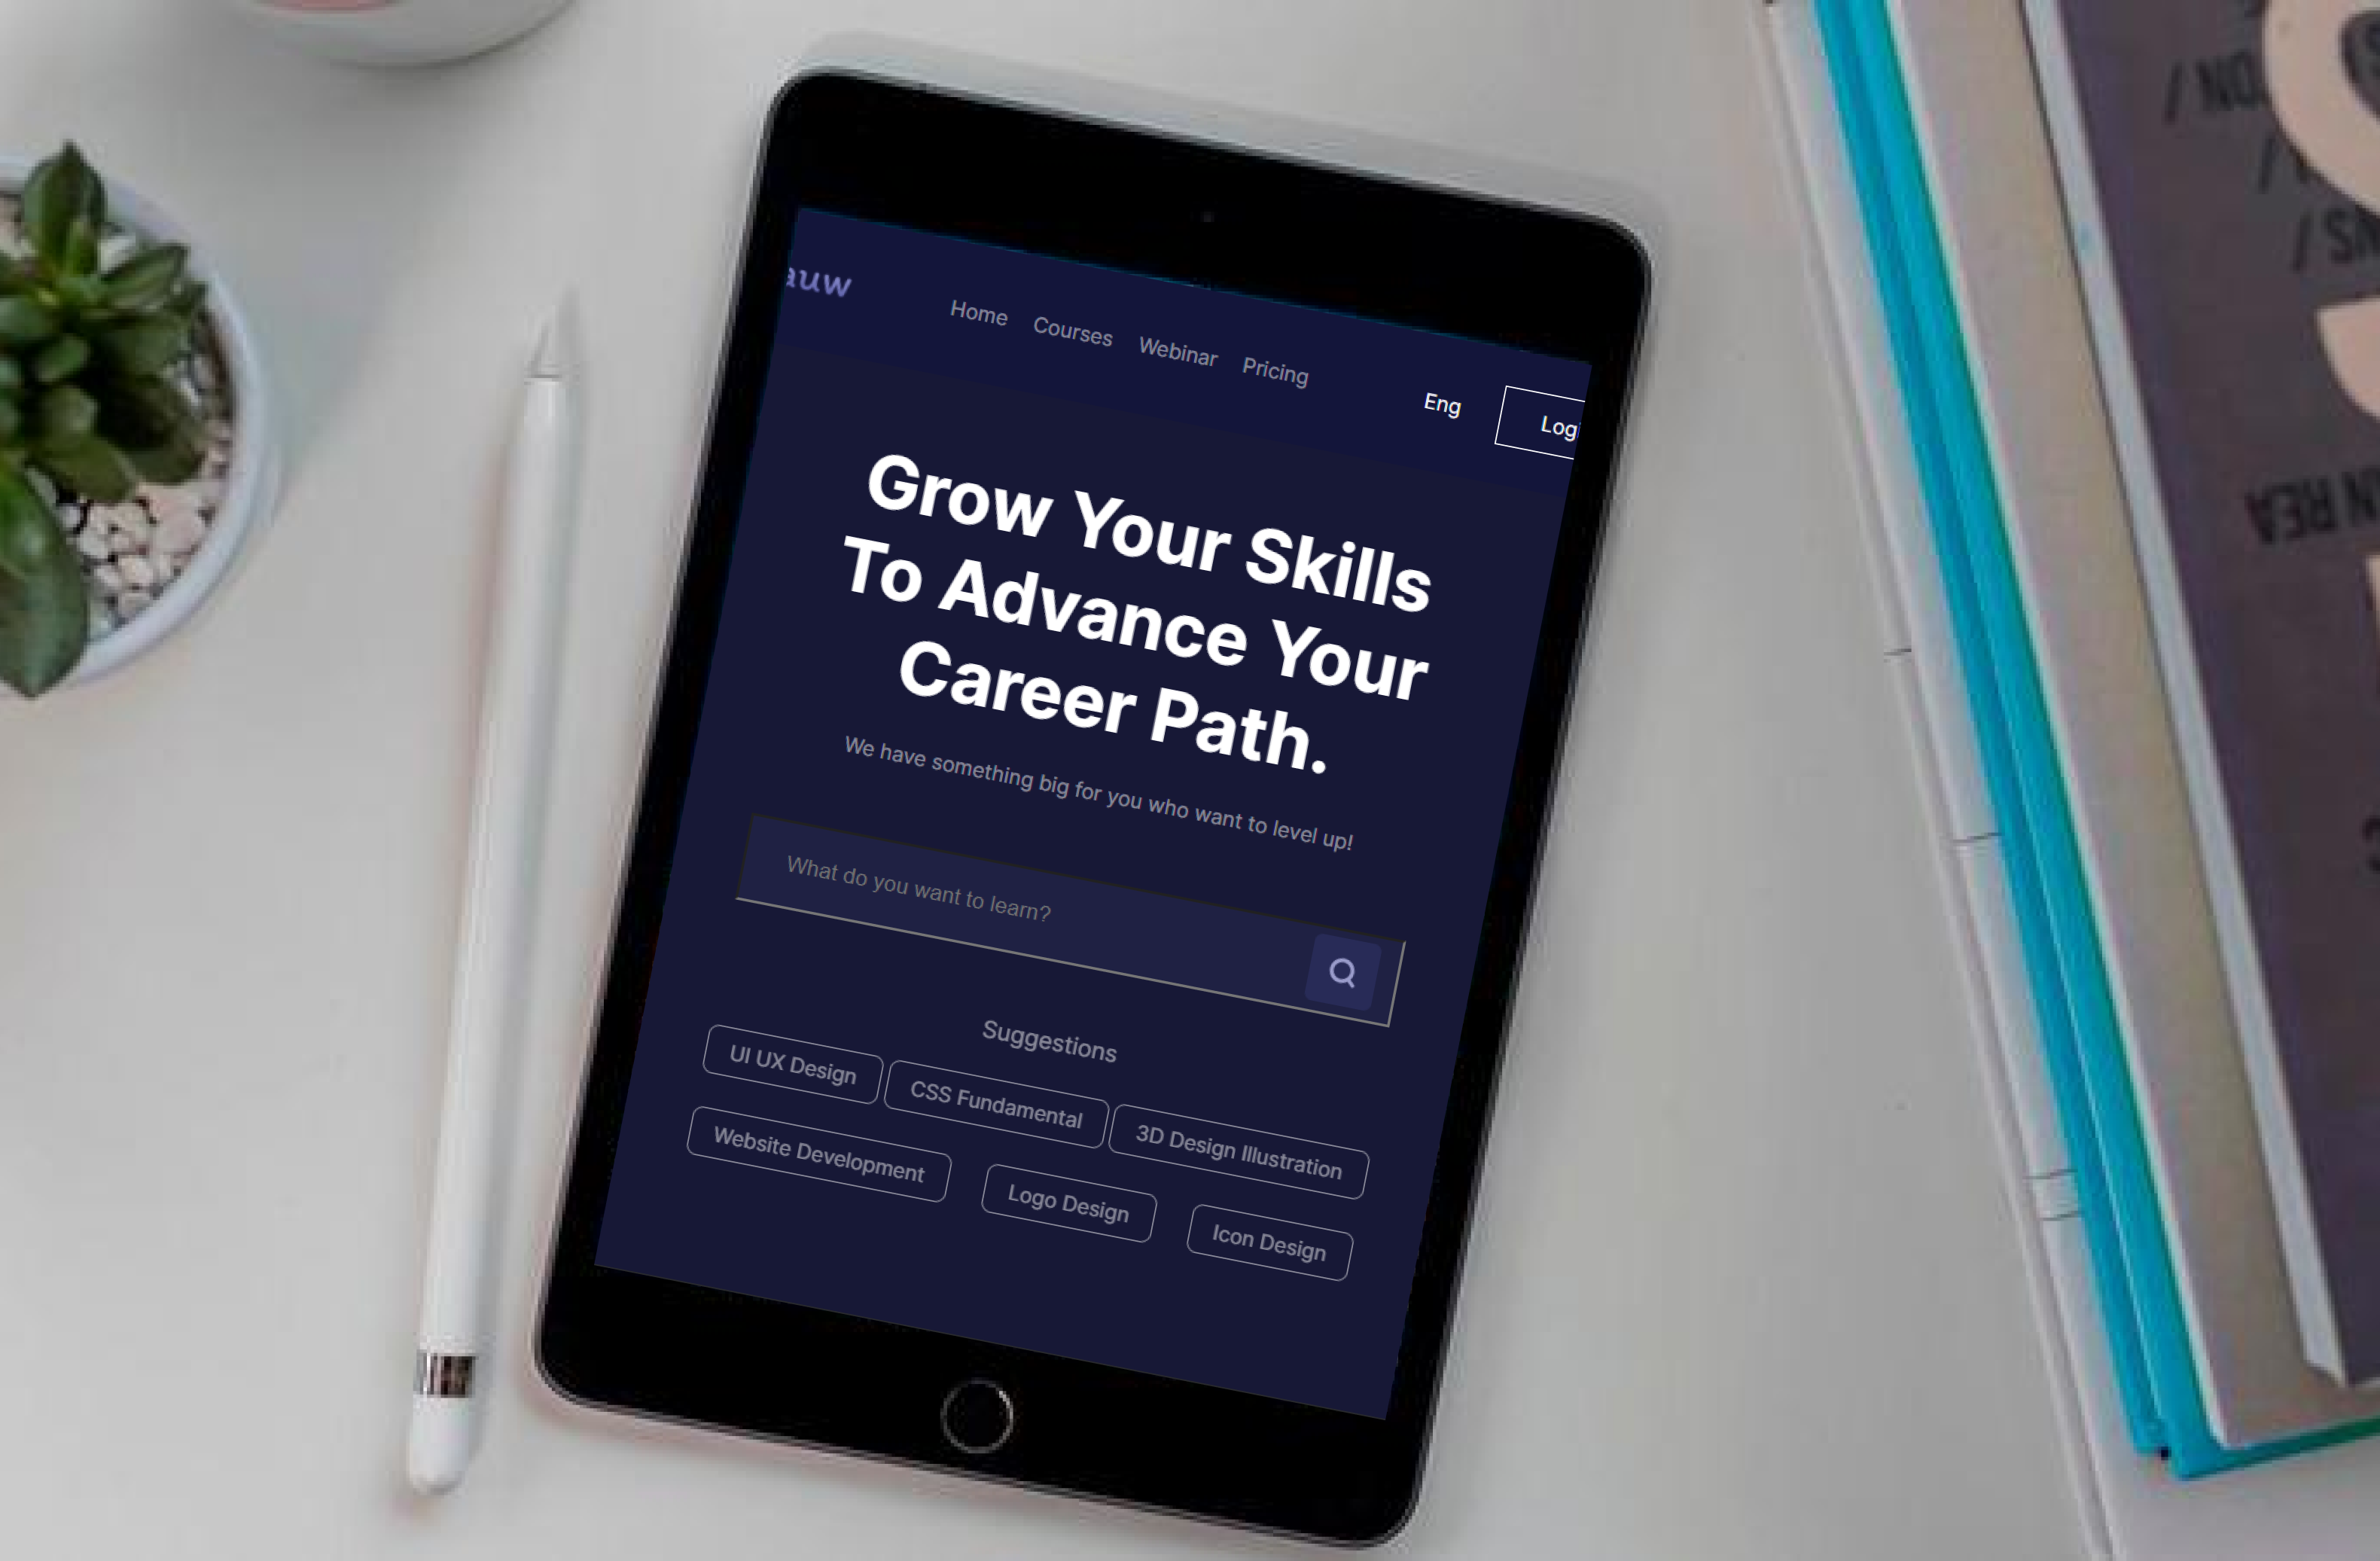 auw
Home Courses Webinar Pricing
Eng
Logi
Grow Your Skills
To Advance Your
Career Path.
We have something big for you who want to level up!
What do you want to learn?
Suggestions
UI UX Design CSS Fundamental 3D Design Illustration
Website Development Logo Design Icon Design